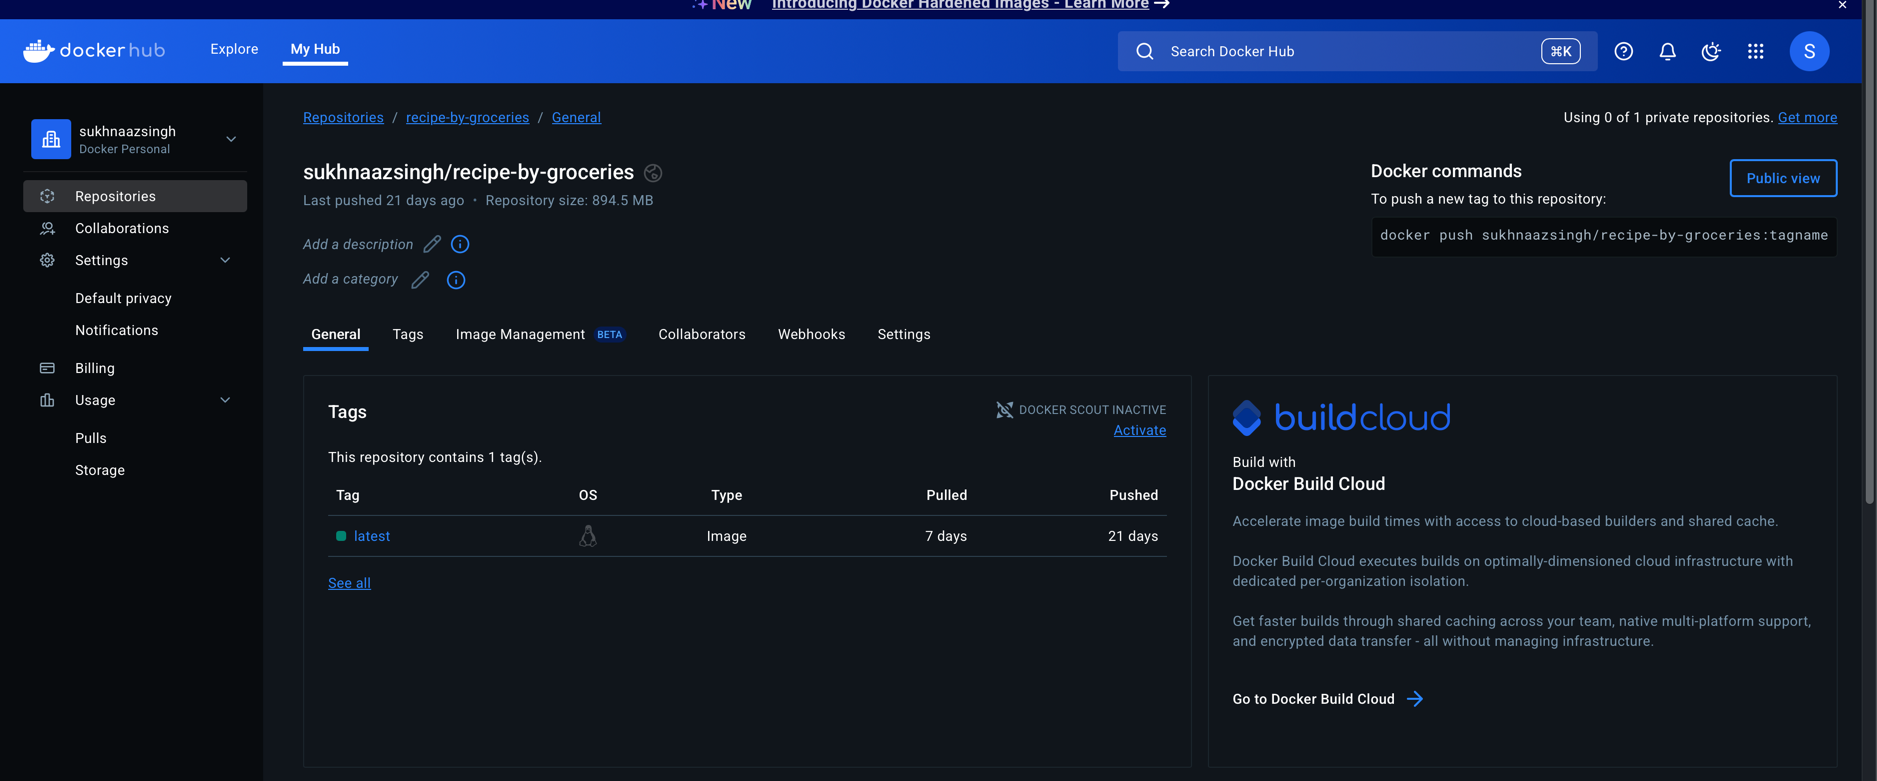 New Introducing Docker Hardened Images - Learn More →
docker hub
Explore
My Hub
Search Docker Hub
⌘K
S
sukhnaazsingh
Docker Personal
Repositories
Collaborations
Settings
Default privacy
Notifications
Billing
Usage
Pulls
Storage
Repositories / recipe-by-groceries / General
Using 0 of 1 private repositories. Get more
sukhnaazsingh/recipe-by-groceries
Last pushed 21 days ago · Repository size: 894.5 MB
Add a description
Add a category
Docker commands
Public view
To push a new tag to this repository:
docker push sukhnaazsingh/recipe-by-groceries:tagname
General Tags Image Management BETA Collaborators Webhooks Settings
Tags
DOCKER SCOUT INACTIVE
Activate
This repository contains 1 tag(s).
Tag OS Type Pulled Pushed
latest Image 7 days 21 days
See all
buildcloud
Build with
Docker Build Cloud
Accelerate image build times with access to cloud-based builders and shared cache.
Docker Build Cloud executes builds on optimally-dimensioned cloud infrastructure with
dedicated per-organization isolation.
Get faster builds through shared caching across your team, native multi-platform support,
and encrypted data transfer - all without managing infrastructure.
Go to Docker Build Cloud →